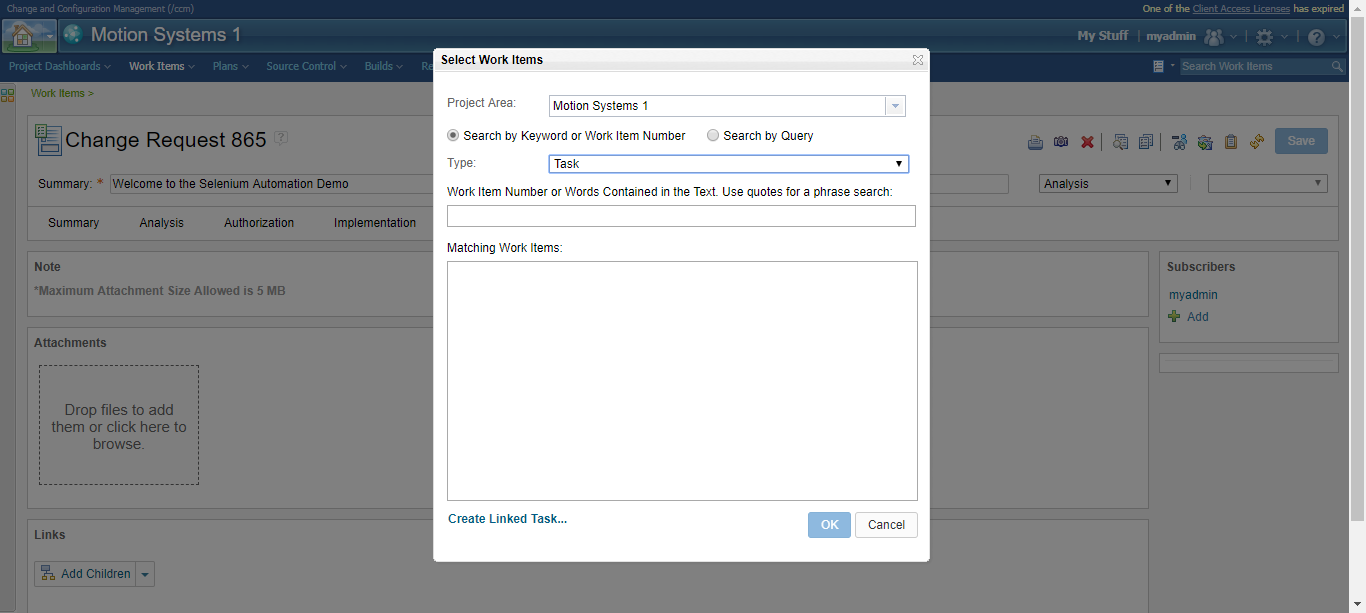 Change and Configuration Management (/ccm)
One of the Client Access Licenses has expired
Motion Systems 1
My Stuff | myadmin
Project Dashboards
Work Items
Plans
Source Control
Builds
Re
Search Work Items
Work Items >
Change Request 865
Save
Summary: * Welcome to the Selenium Automation Demo
Analysis
Summary
Analysis
Authorization
Implementation
Note
*Maximum Attachment Size Allowed is 5 MB
Attachments
Drop files to add
them or click here to
browse.
Links
Add Children
Subscribers
myadmin
Add
Select Work Items
Project Area: Motion Systems 1
Search by Keyword or Work Item Number
Search by Query
Type: Task
Work Item Number or Words Contained in the Text. Use quotes for a phrase search:
Matching Work Items:
Create Linked Task...
OK
Cancel